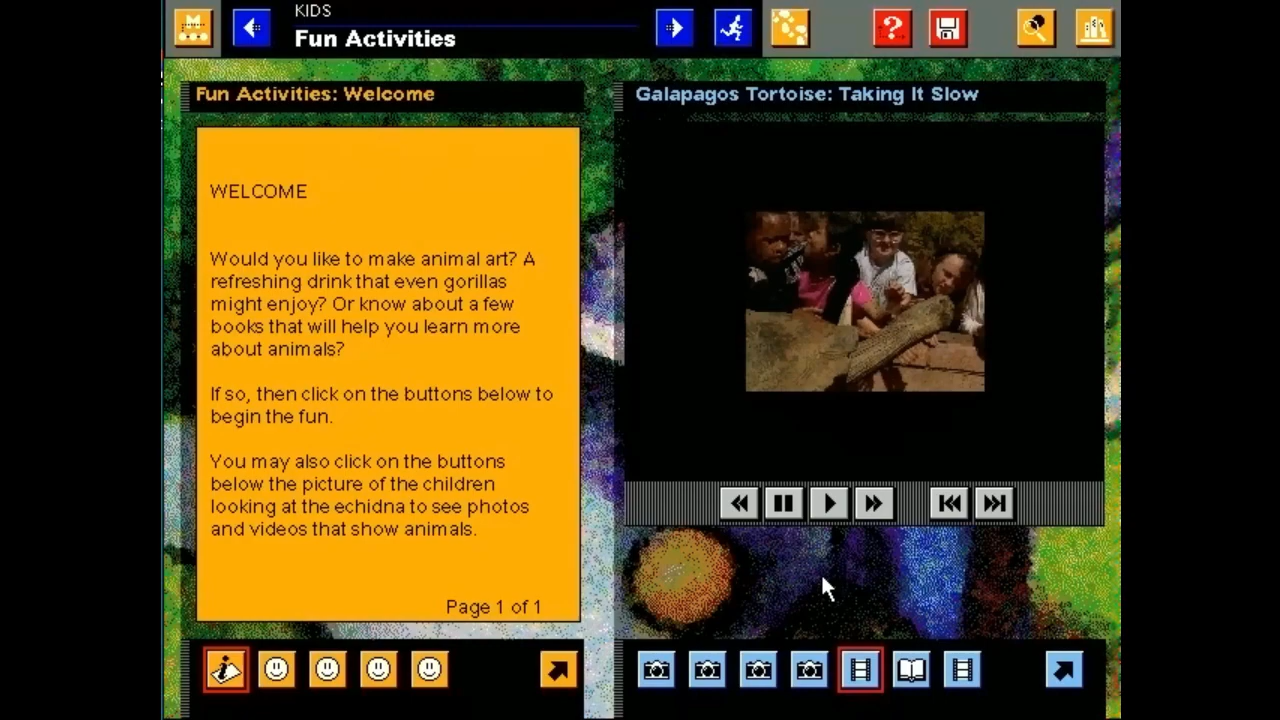 KIDS
Fun Activities
Fun Activities: Welcome
WELCOME
Would you like to make animal art? A
refreshing drink that even gorillas
might enjoy? Or know about a few
books that will help you learn more
about animals?
If so, then click on the buttons below to
begin the fun.
You may also click on the buttons
below the picture of the children
looking at the echidna to see photos
and videos that show animals.
Page 1 of 1
Galapagos Tortoise: Taking It Slow